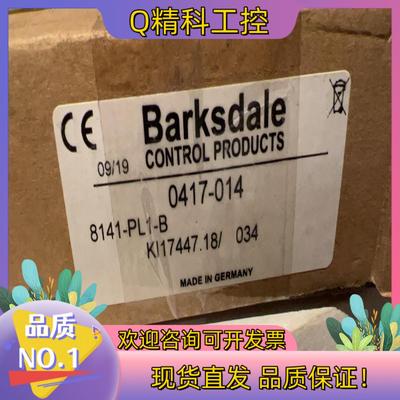 Q精科工控
CE
Barksdale
CONTROL PRODUCTS
09/19
0417-014
8141-PL1-B
KI17447.18/ 034
MADE IN GERMANY
品质
NO.1
欢迎咨询可开发票
现货直发 品质保证!